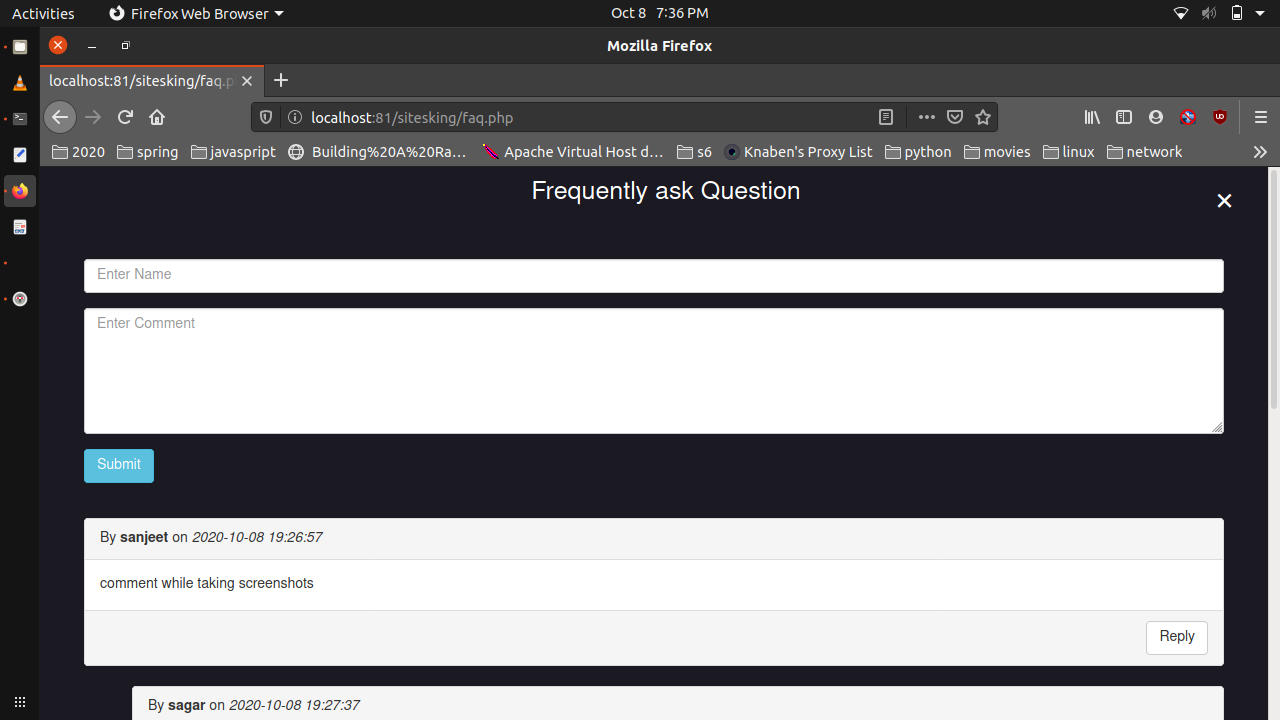 Activities Firefox Web Browser Oct 8 7:36 PM
Mozilla Firefox
localhost:81/sitesking/faq.p
localhost:81/sitesking/faq.php
2020 spring javaspript Building%20A%20Ra… Apache Virtual Host d… s6 Knaben's Proxy List python movies linux network
Frequently ask Question
Enter Name
Enter Comment
Submit
By sanjeet on 2020-10-08 19:26:57
comment while taking screenshots
Reply
By sagar on 2020-10-08 19:27:37